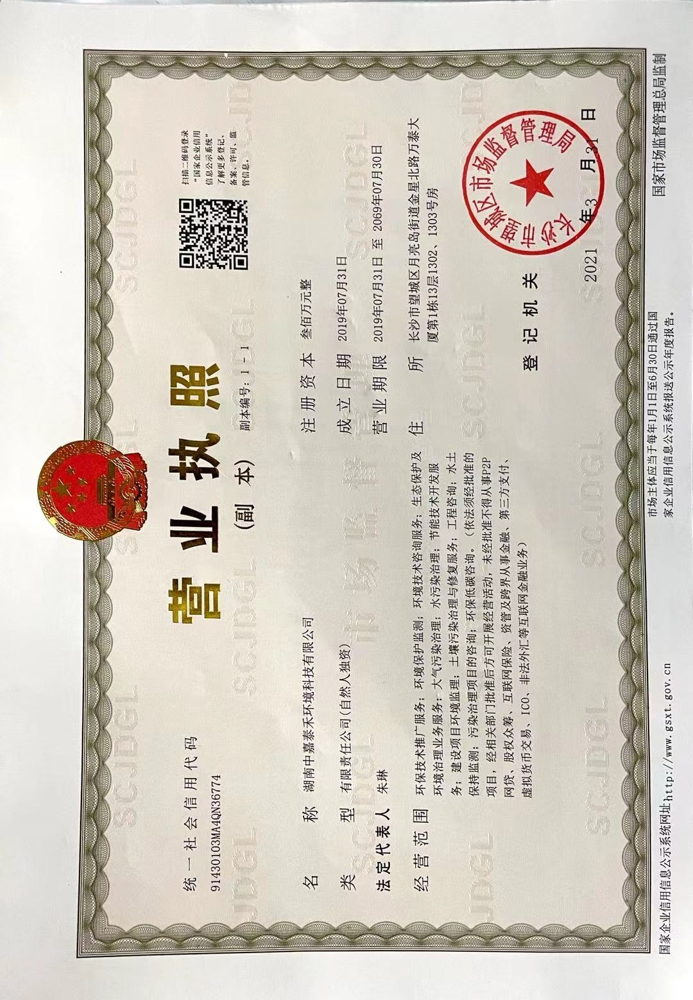 营业执照
(副 本)
副本编号:1-1
统一社会信用代码
91430103MA4QN36774
扫描二维码登录
“国家企业信用
信息公示系统”
了解更多登记、
备案、许可、监
管信息。
名 称 湖南中嘉泰禾环境科技有限公司
类 型 有限责任公司(自然人独资)
法定代表人 朱琳
经营范围 环保技术推广服务；环境保护监测；环境技术咨询服务；生态保护及
环境治理业务服务；大气污染治理；水污染治理；节能技术开发服
务；建设项目环境监理；土壤污染治理与修复服务；工程咨询；水土
保持监测；污染治理项目的咨询；环保低碳咨询。（依法须经批准的
项目，经相关部门批准后方可开展经营活动，未经批准不得从事P2P
网贷、股权众筹、互联网保险、资管及跨界从事金融、第三方支付、
虚拟货币交易、ICO、非法外汇等互联网金融业务）
注册资本 叁佰万元整
成立日期 2019年07月31日
营业期限 2019年07月31日 至 2069年07月30日
住 所 长沙市望城区月亮岛街道金星北路万泰大
厦第1栋13层1302、1303号房
登记机关
长沙市望城区市场监督管理局
2021 年3 月31 日
国家企业信用信息公示系统网址http://www.gsxt.gov.cn
市场主体应当于每年1月1日至6月30日通过国
家企业信用信息公示系统报送公示年度报告。
国家市场监督管理总局监制
SCJDGL
市场监管